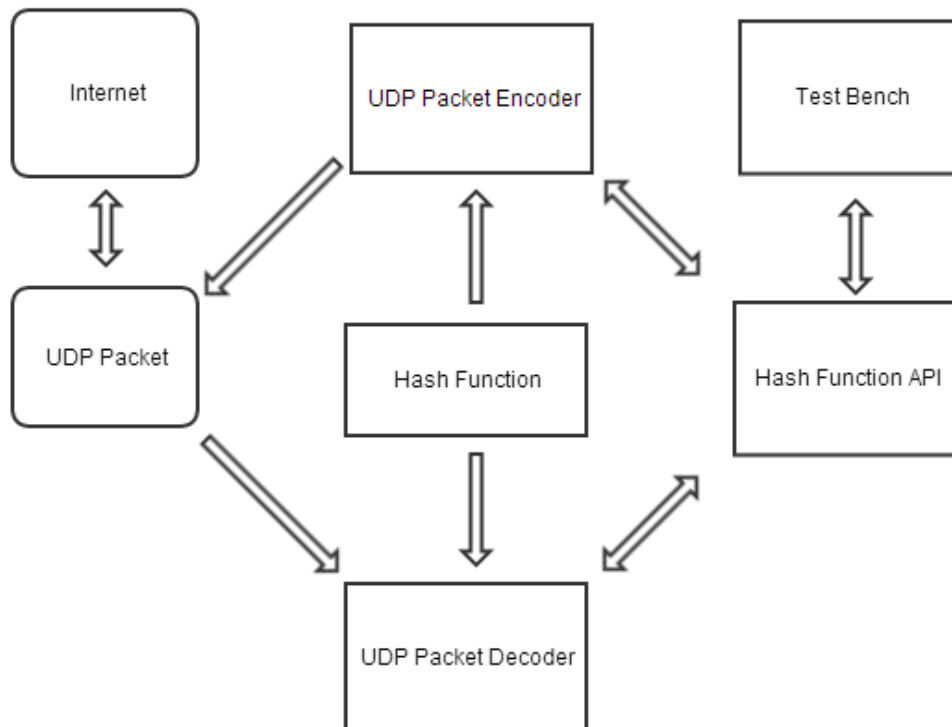 Internet
UDP Packet Encoder
Test Bench
UDP Packet
Hash Function
Hash Function API
UDP Packet Decoder